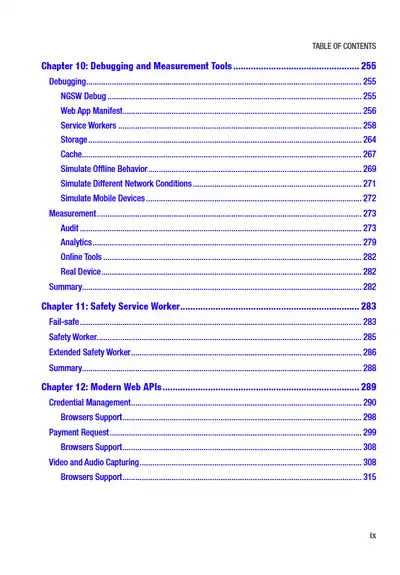 TABLE OF CONTENTS
Chapter 10: Debugging and Measurement Tools 255
Debugging 255
NGSW Debug 255
Web App Manifest 256
Service Workers 258
Storage 264
Cache 267
Simulate Offline Behavior 269
Simulate Different Network Conditions 271
Simulate Mobile Devices 272
Measurement 273
Audit 273
Analytics 279
Online Tools 282
Real Device 282
Summary 282
Chapter 11: Safety Service Worker 283
Fail-safe 283
Safety Worker 285
Extended Safety Worker 286
Summary 288
Chapter 12: Modern Web APIs 289
Credential Management 290
Browsers Support 298
Payment Request 299
Browsers Support 308
Video and Audio Capturing 308
Browsers Support 315
ix